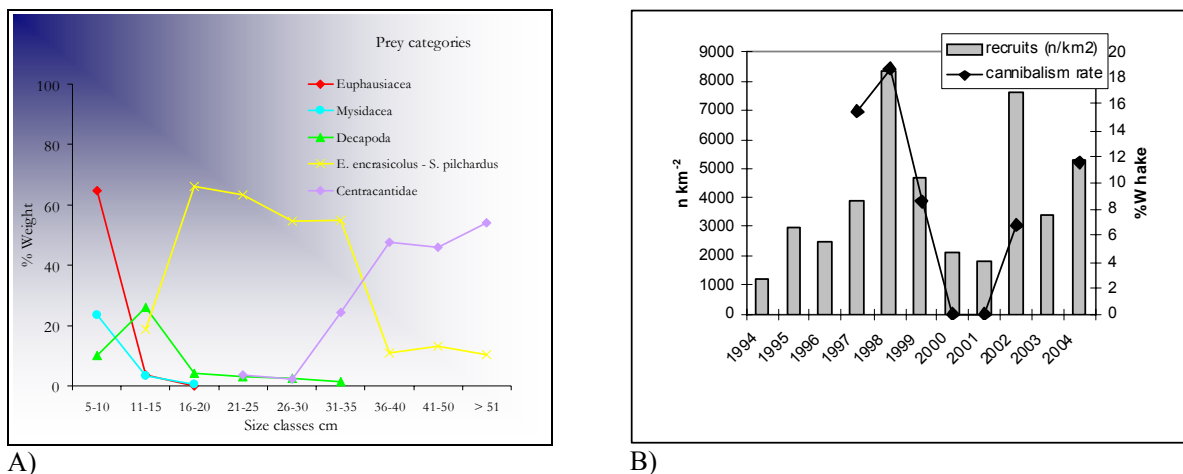 Prey categories
Euphausiacea
Mysidacea
Decapoda
E. encrasicolus - S. pilchardus
Centracantidae
% Weight
100
80
60
40
20
0
5-10 11-15 16-20 21-25 26-30 31-35 36-40 41-50 > 51
Size classes cm
A)
recruits (n/km2)
cannibalism rate
n km-2
9000
8000
7000
6000
5000
4000
3000
2000
1000
0
20
18
16
14
12
10
8
6
4
2
0
%W hake
1994 1995 1996 1997 1998 1999 2000 2001 2002 2003 2004
B)